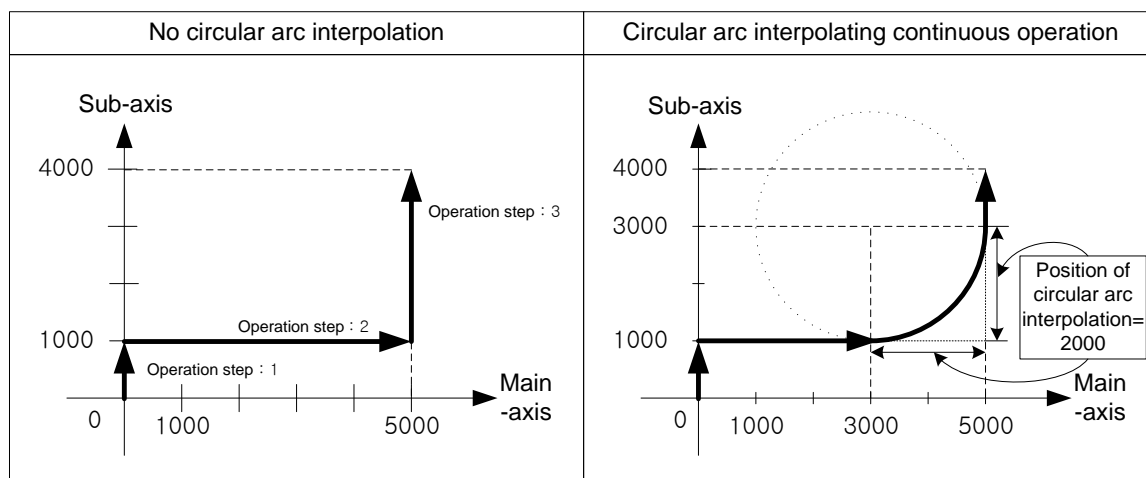 No circular arc interpolation
Sub-axis
4000
Operation step : 3
1000
Operation step : 2
Operation step : 1
0
1000
5000
Main
-axis
Circular arc interpolating continuous operation
Sub-axis
4000
3000
1000
Position of
circular arc
interpolation=
2000
0
1000
3000
5000
Main
-axis